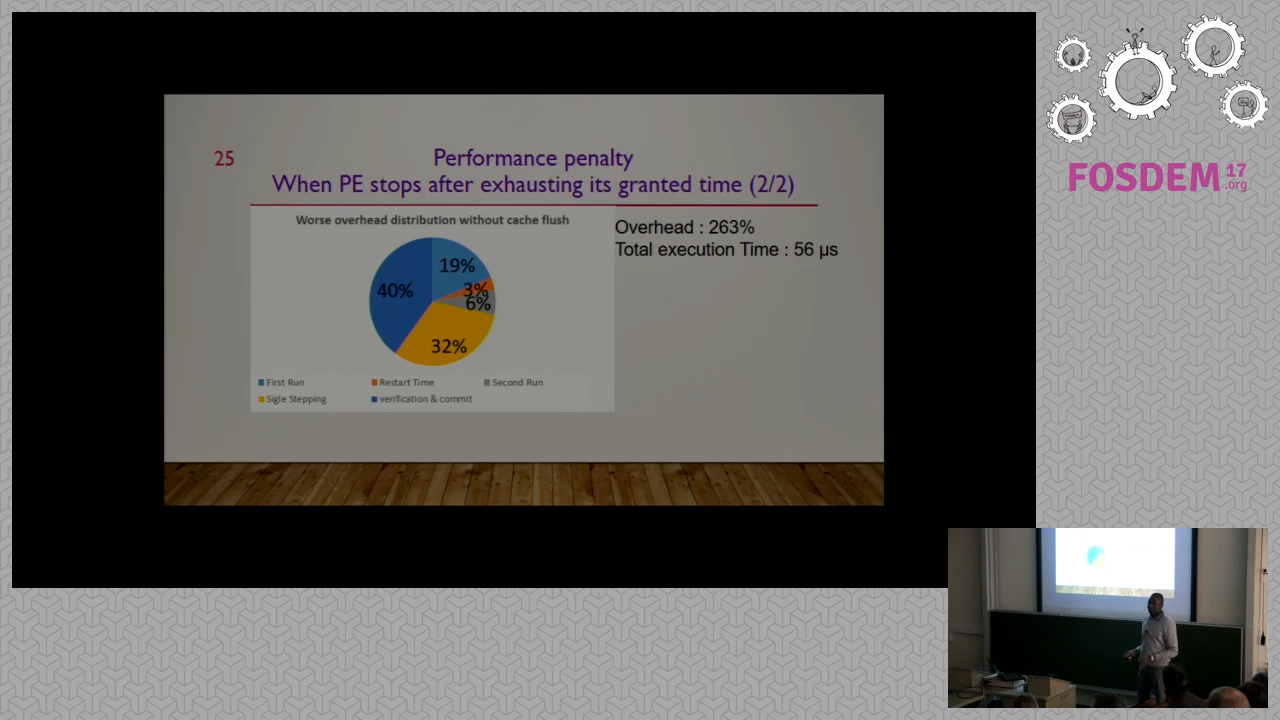 25
Performance penalty
When PE stops after exhausting its granted time (2/2)
Worse overhead distribution without cache flush
Overhead : 263%
Total execution Time : 56 µs
19%
40%
3%
6%
32%
First Run
Restart Time
Second Run
Sigle Stepping
verification & commit
FOSDEM 17
.org